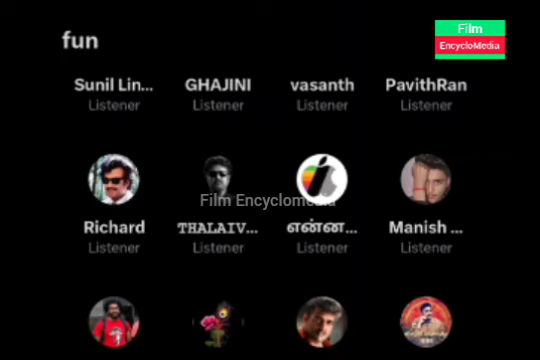 fun
Film
EncycloMedia
Sunil Lin... GHAJINI vasanth PavithRan
Listener Listener Listener Listener
Film Encyclomedia
Richard THALAIV... என்ன... Manish ...
Listener Listener Listener Listener